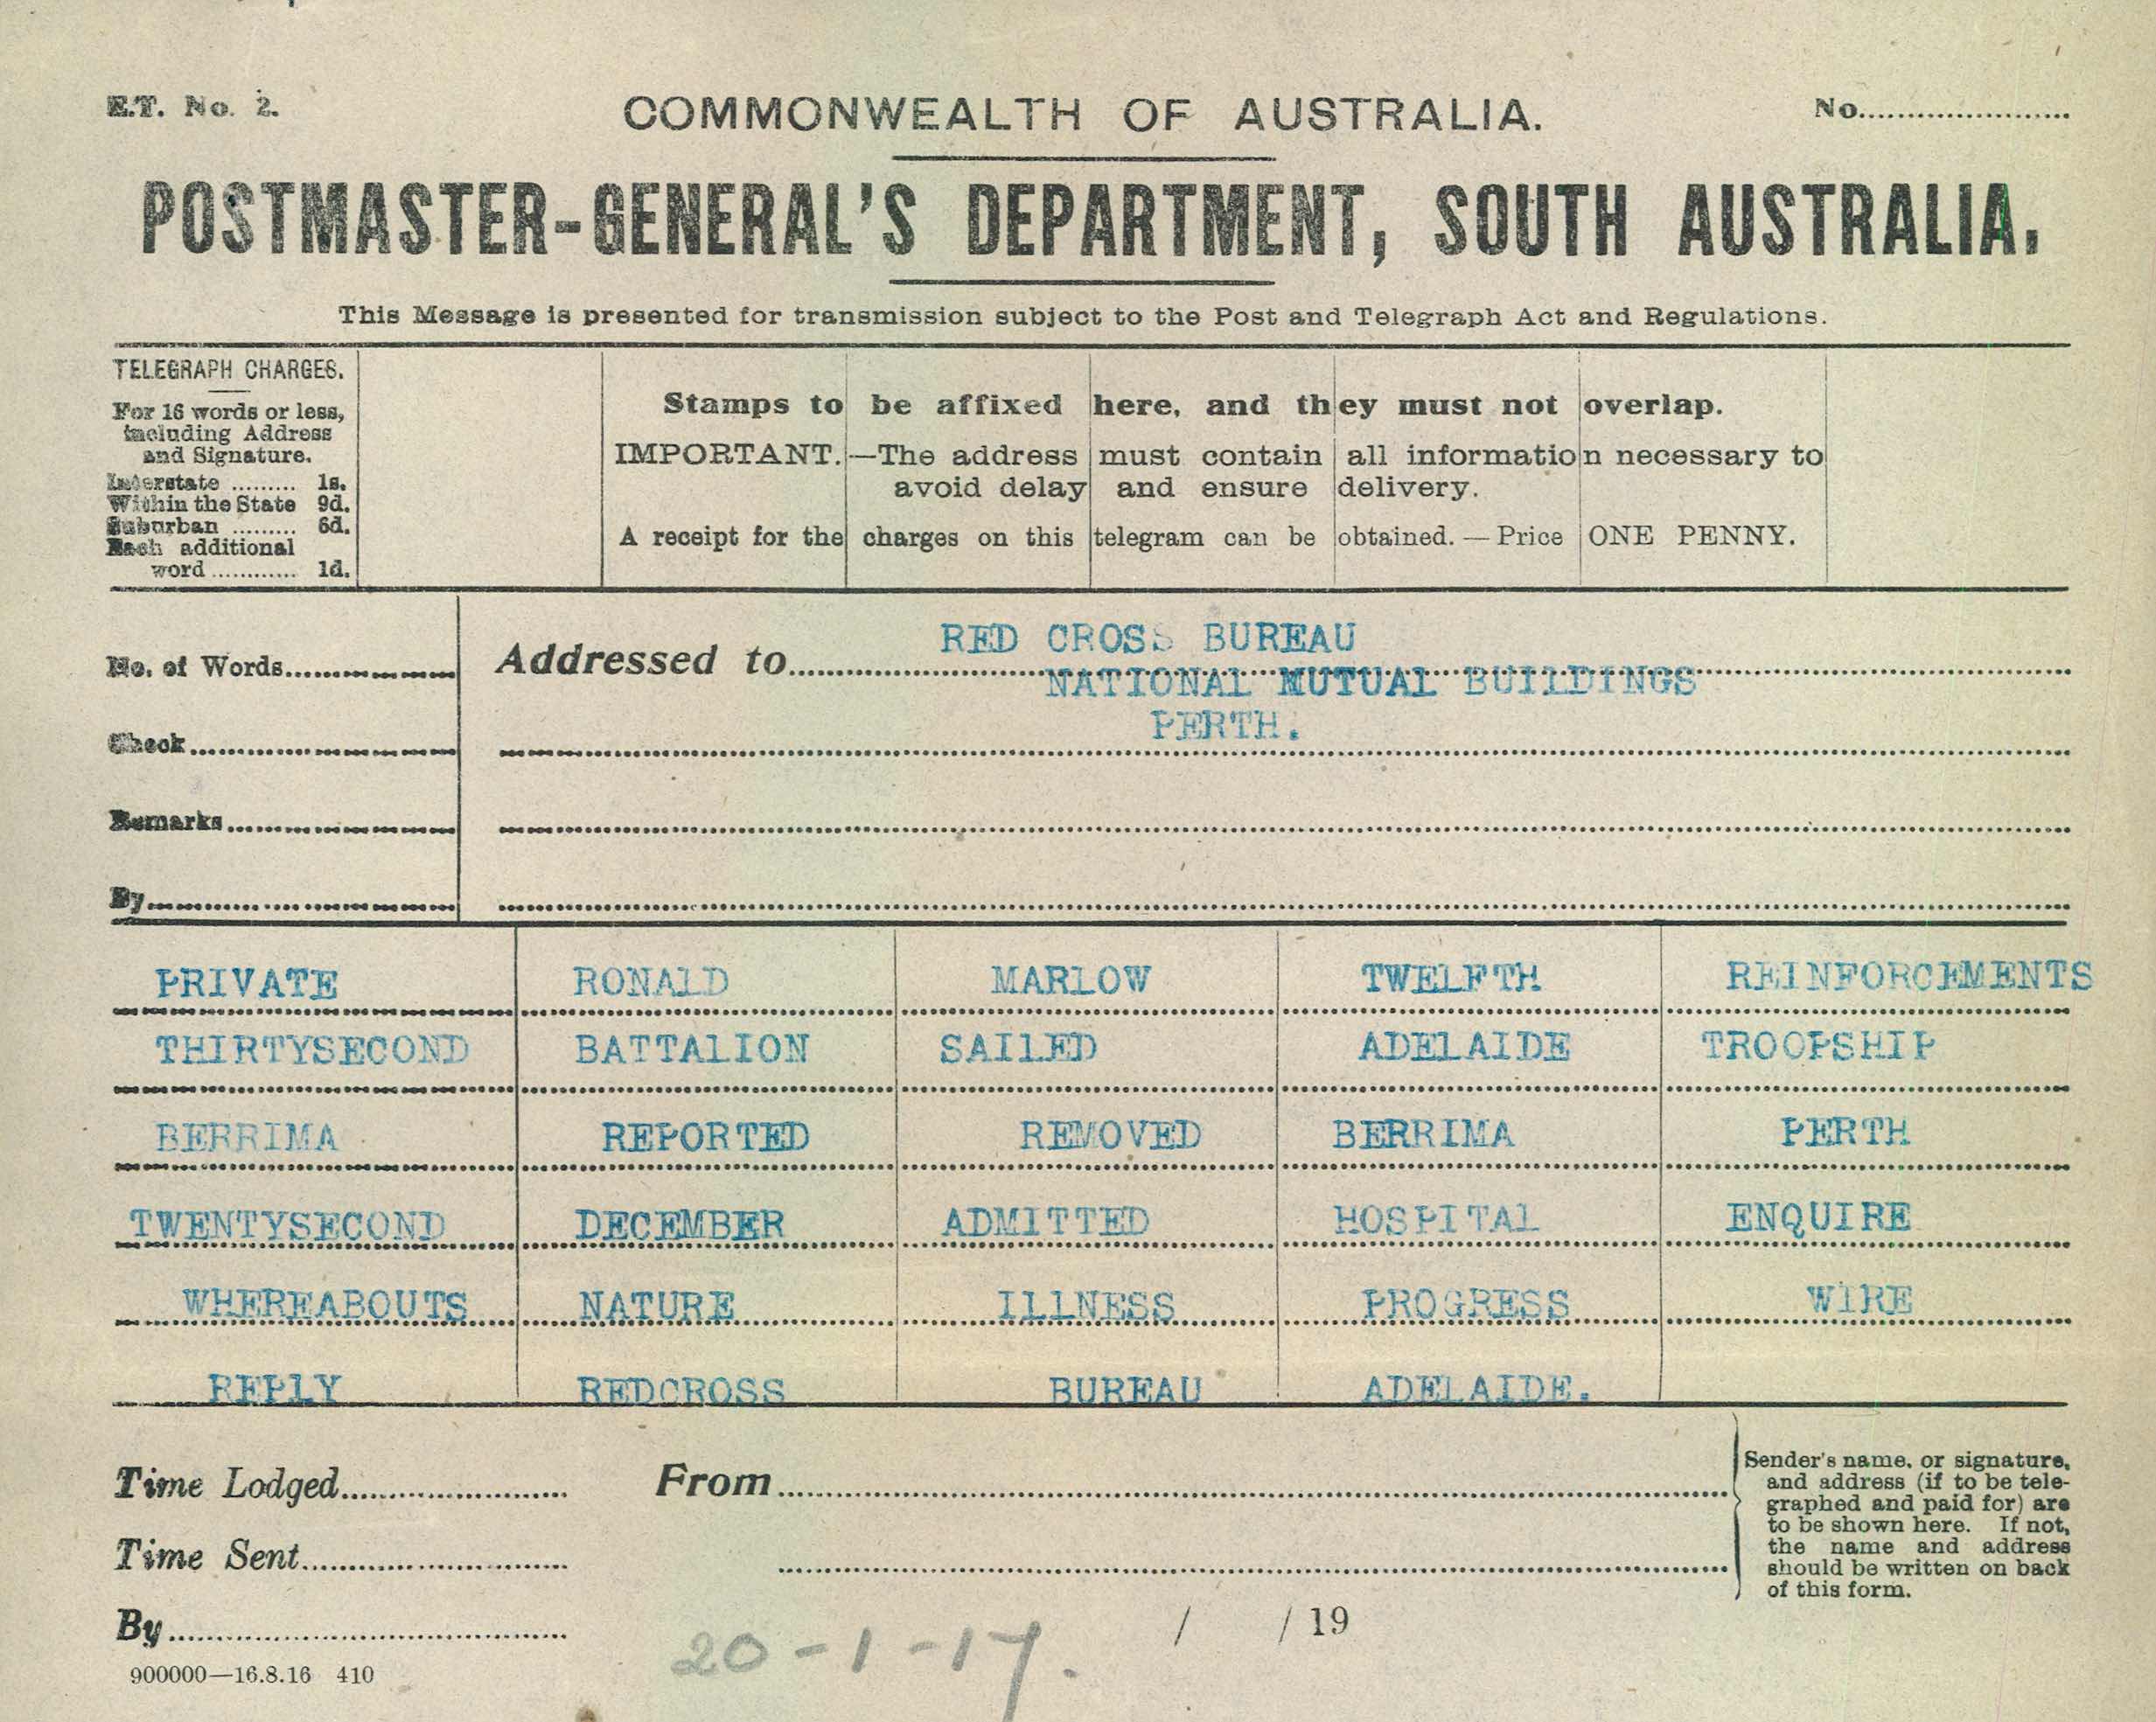 E.T. No. 2.
COMMONWEALTH OF AUSTRALIA.
No.
POSTMASTER-GENERAL'S DEPARTMENT, SOUTH AUSTRALIA.
This Message is presented for transmission subject to the Post and Telegraph Act and Regulations.
TELEGRAPH CHARGES.
For 16 words or less,
including Address
and Signature.
Interstate ......... 1s.
Within the State 9d.
Suburban ......... 6d.
Each additional
word ............ 1d.
Stamps to be affixed here, and they must not overlap.
IMPORTANT.—The address must contain all information necessary to
avoid delay and ensure delivery.
A receipt for the charges on this telegram can be obtained. — Price ONE PENNY.
No. of Words
Check
Remarks
By
Addressed to
RED CROSS BUREAU
NATIONAL MUTUAL BUILDINGS
PERTH.
PRIVATE RONALD MARLOW TWELFTH REINFORCEMENTS
THIRTYSECOND BATTALION SAILED ADELAIDE TROOPSHIP
BERRIMA REPORTED REMOVED BERRIMA PERTH
TWENTYSECOND DECEMBER ADMITTED HOSPITAL ENQUIRE
WHEREABOUTS NATURE ILLNESS PROGRESS WIRE
REPLY REDCROSS BUREAU ADELAIDE.
Time Lodged
Time Sent
By
900000—16.8.16 410
From
/ / 19
20-1-17.
Sender's name, or signature,
and address (if to be tele-
graphed and paid for) are
to be shown here. If not,
the name and address
should be written on back
of this form.